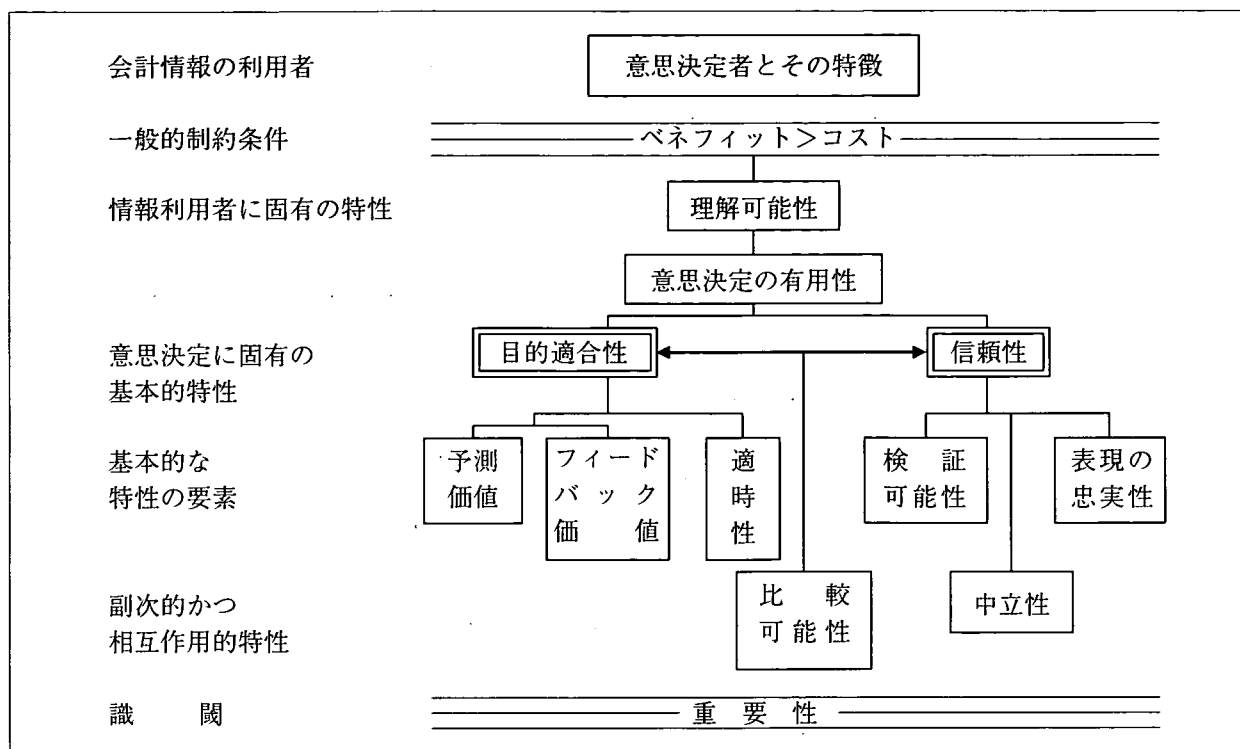 会計情報の利用者
意思決定者とその特徴
一般的制約条件
ベネフィット＞コスト
情報利用者に固有の特性
理解可能性
意思決定の有用性
意思決定に固有の
基本的特性
目的適合性
信頼性
基本的な
特性の要素
予測
価値
フィード
バック
価値
適
時
性
検証
可能性
表現の
忠実性
副次的かつ
相互作用的特性
比較
可能性
中立性
識閾
重要性